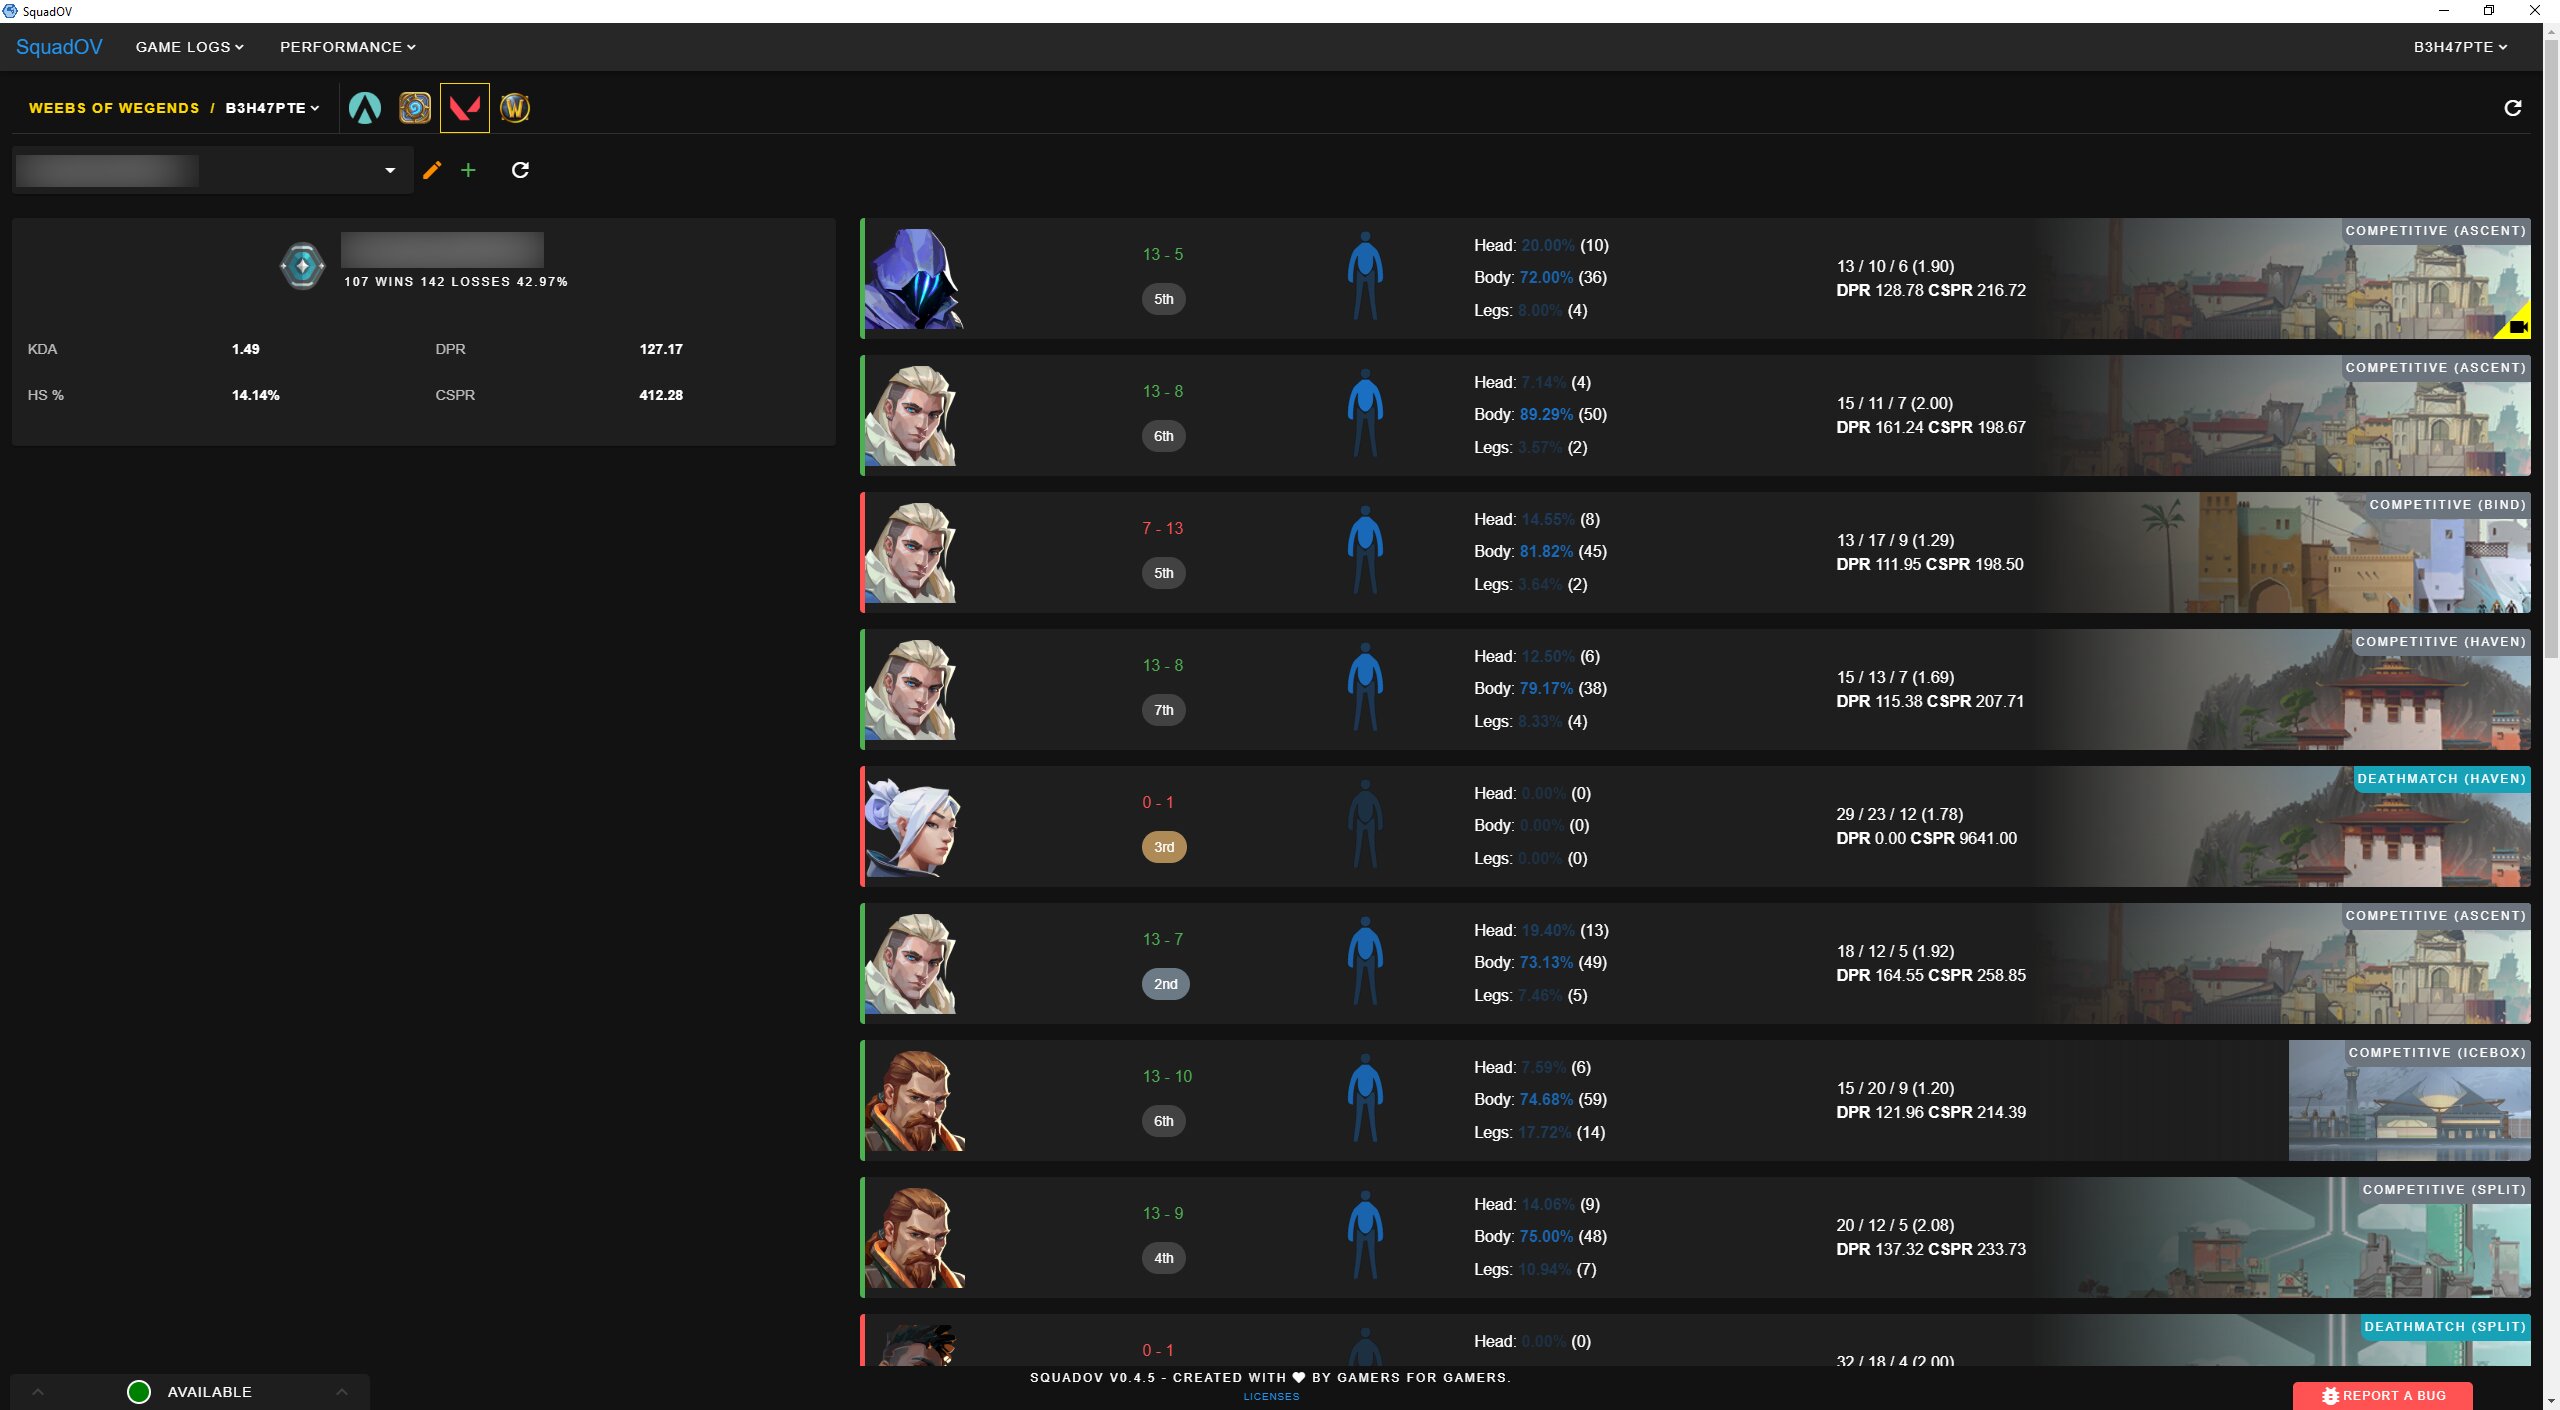 SquadOV
SquadOV GAME LOGS PERFORMANCE B3H47PTE
WEEBS OF WEGENDS / B3H47PTE
107 WINS 142 LOSSES 42.97%
KDA 1.49 DPR 127.17
HS % 14.14% CSPR 412.28
COMPETITIVE (ASCENT)
13 - 5
5th
Head: 20.00% (10)
Body: 72.00% (36)
Legs: 8.00% (4)
13 / 10 / 6 (1.90)
DPR 128.78 CSPR 216.72
COMPETITIVE (ASCENT)
13 - 8
6th
Head: 7.14% (4)
Body: 89.29% (50)
Legs: 3.57% (2)
15 / 11 / 7 (2.00)
DPR 161.24 CSPR 198.67
COMPETITIVE (BIND)
7 - 13
5th
Head: 14.55% (8)
Body: 81.82% (45)
Legs: 3.64% (2)
13 / 17 / 9 (1.29)
DPR 111.95 CSPR 198.50
COMPETITIVE (HAVEN)
13 - 8
7th
Head: 12.50% (6)
Body: 79.17% (38)
Legs: 8.33% (4)
15 / 13 / 7 (1.69)
DPR 115.38 CSPR 207.71
DEATHMATCH (HAVEN)
0 - 1
3rd
Head: 0.00% (0)
Body: 0.00% (0)
Legs: 0.00% (0)
29 / 23 / 12 (1.78)
DPR 0.00 CSPR 9641.00
COMPETITIVE (ASCENT)
13 - 7
2nd
Head: 19.40% (13)
Body: 73.13% (49)
Legs: 7.46% (5)
18 / 12 / 5 (1.92)
DPR 164.55 CSPR 258.85
COMPETITIVE (ICEBOX)
13 - 10
6th
Head: 7.59% (6)
Body: 74.68% (59)
Legs: 17.72% (14)
15 / 20 / 9 (1.20)
DPR 121.96 CSPR 214.39
COMPETITIVE (SPLIT)
13 - 9
4th
Head: 14.06% (9)
Body: 75.00% (48)
Legs: 10.94% (7)
20 / 12 / 5 (2.08)
DPR 137.32 CSPR 233.73
DEATHMATCH (SPLIT)
0 - 1
Head: 0.00% (0)
32 / 18 / 4 (2.00)
AVAILABLE
SQUADOV V0.4.5 - CREATED WITH ♥ BY GAMERS FOR GAMERS.
LICENSES
REPORT A BUG